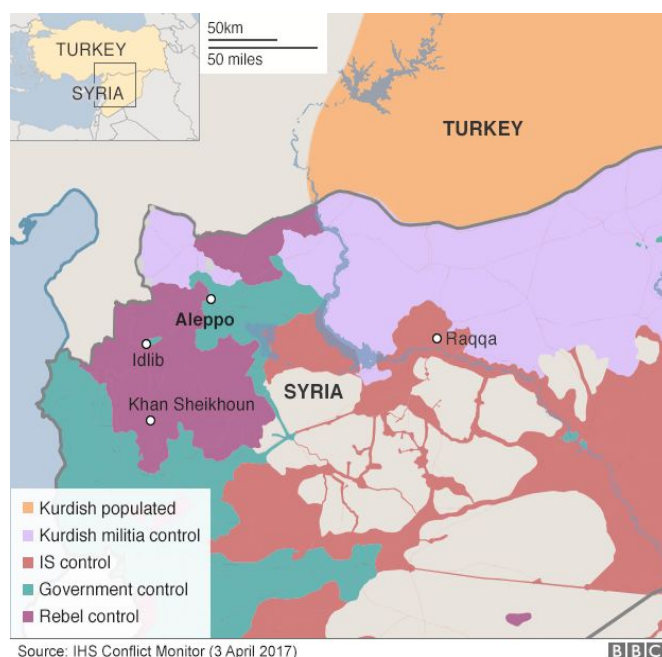 TURKEY
SYRIA
50km
50 miles
TURKEY
Aleppo
Idlib
Raqqa
SYRIA
Khan Sheikhoun
Kurdish populated
Kurdish militia control
IS control
Government control
Rebel control
Source: IHS Conflict Monitor (3 April 2017)
BBC